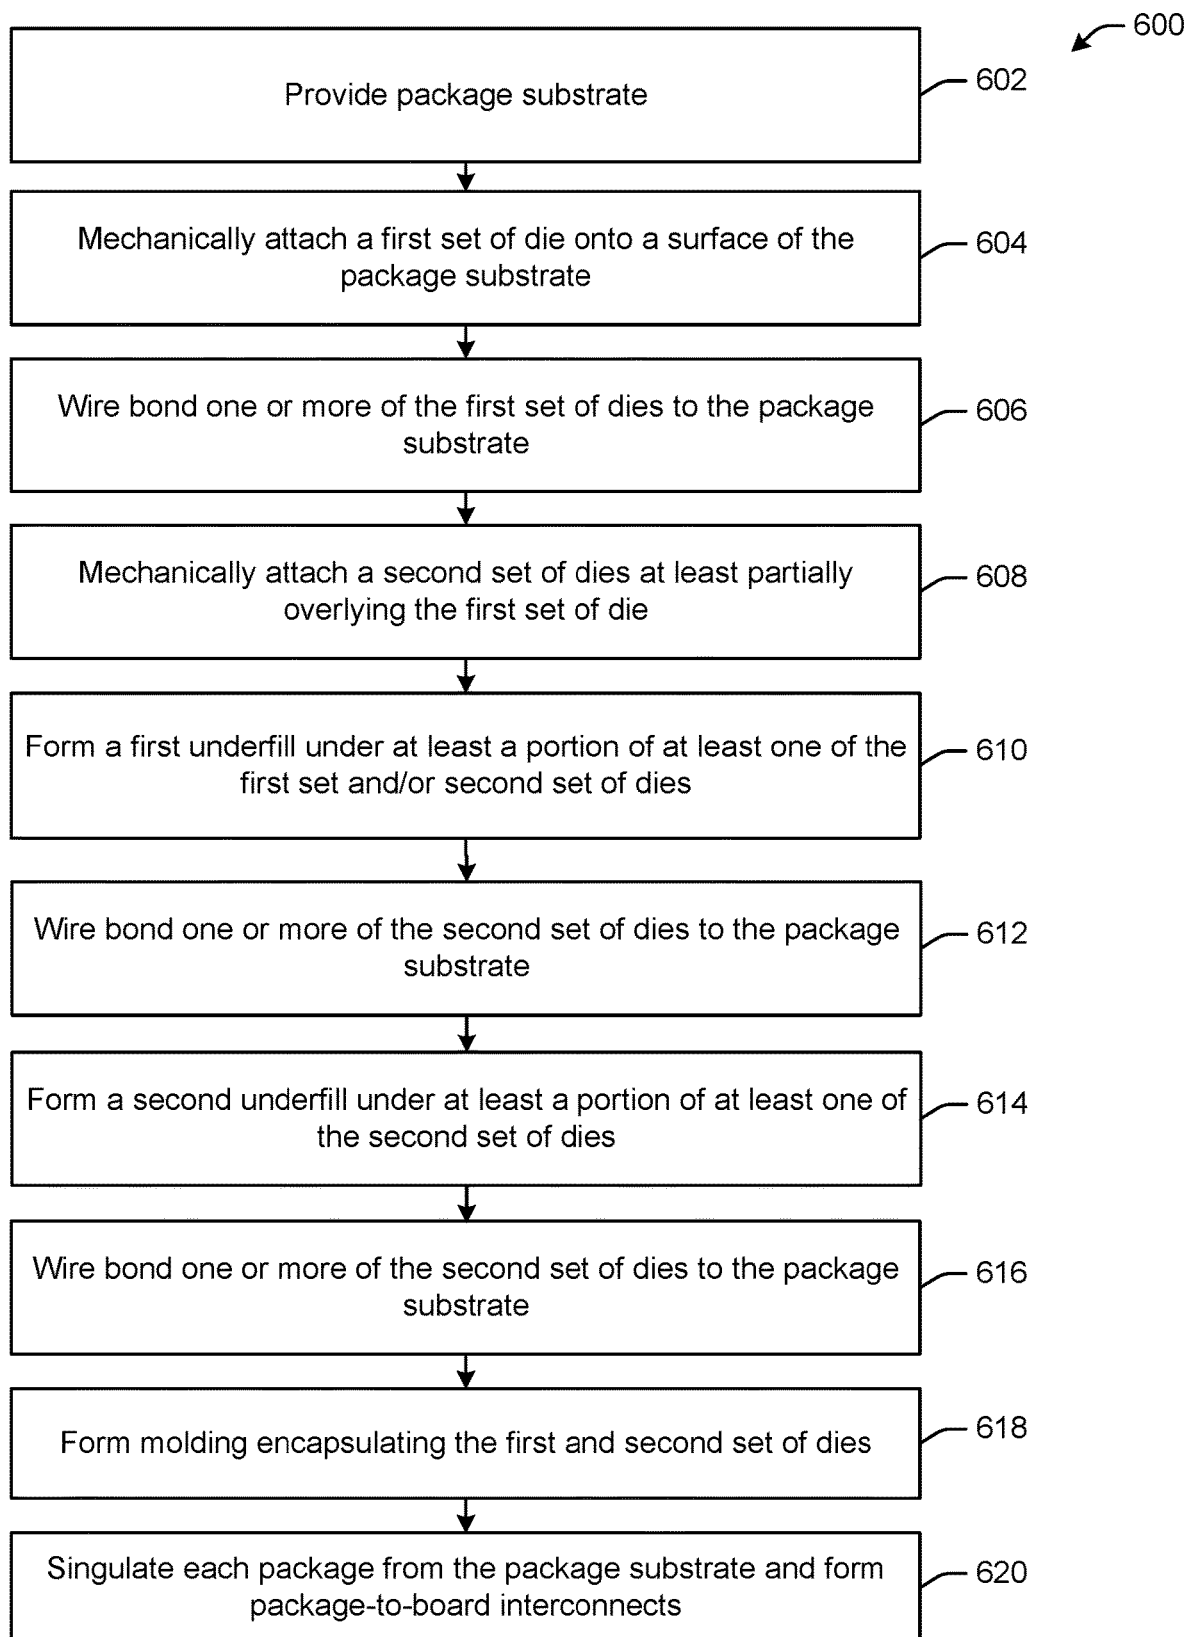 600
Provide package substrate
602
Mechanically attach a first set of die onto a surface of the
package substrate
604
Wire bond one or more of the first set of dies to the package
substrate
606
Mechanically attach a second set of dies at least partially
overlying the first set of die
608
Form a first underfill under at least a portion of at least one of the
first set and/or second set of dies
610
Wire bond one or more of the second set of dies to the package
substrate
612
Form a second underfill under at least a portion of at least one of
the second set of dies
614
Wire bond one or more of the second set of dies to the package
substrate
616
Form molding encapsulating the first and second set of dies
618
Singulate each package from the package substrate and form
package-to-board interconnects
620